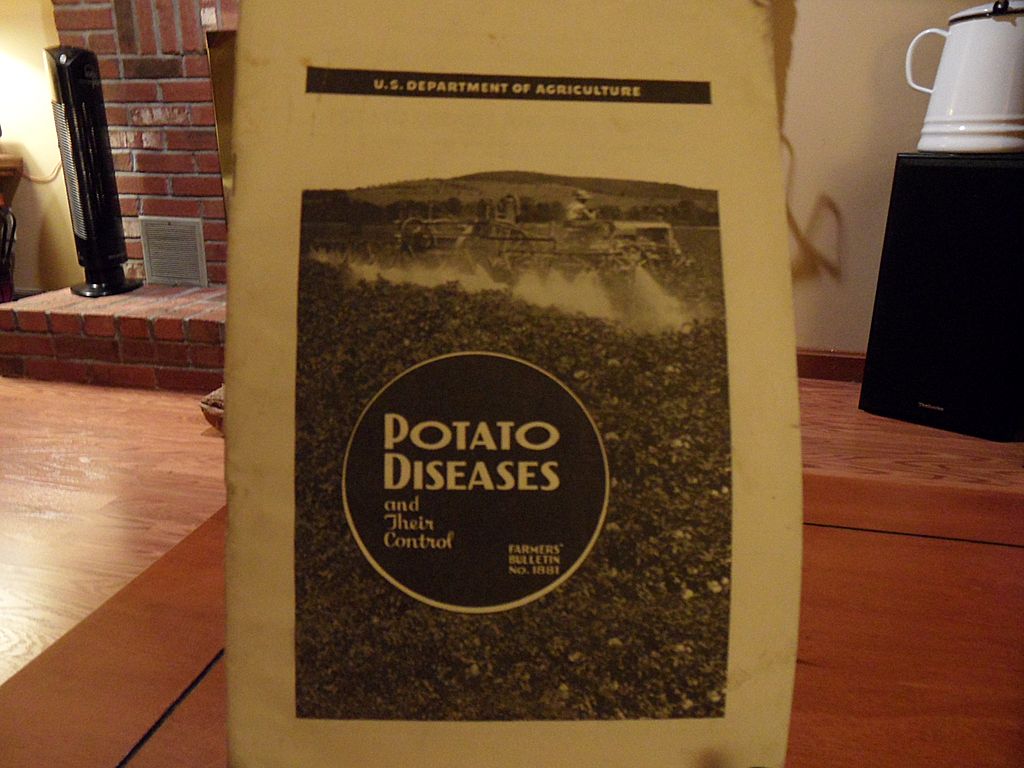 U.S. DEPARTMENT OF AGRICULTURE
POTATO
DISEASES
and
Their
Control
FARMERS'
BULLETIN
No. 1881